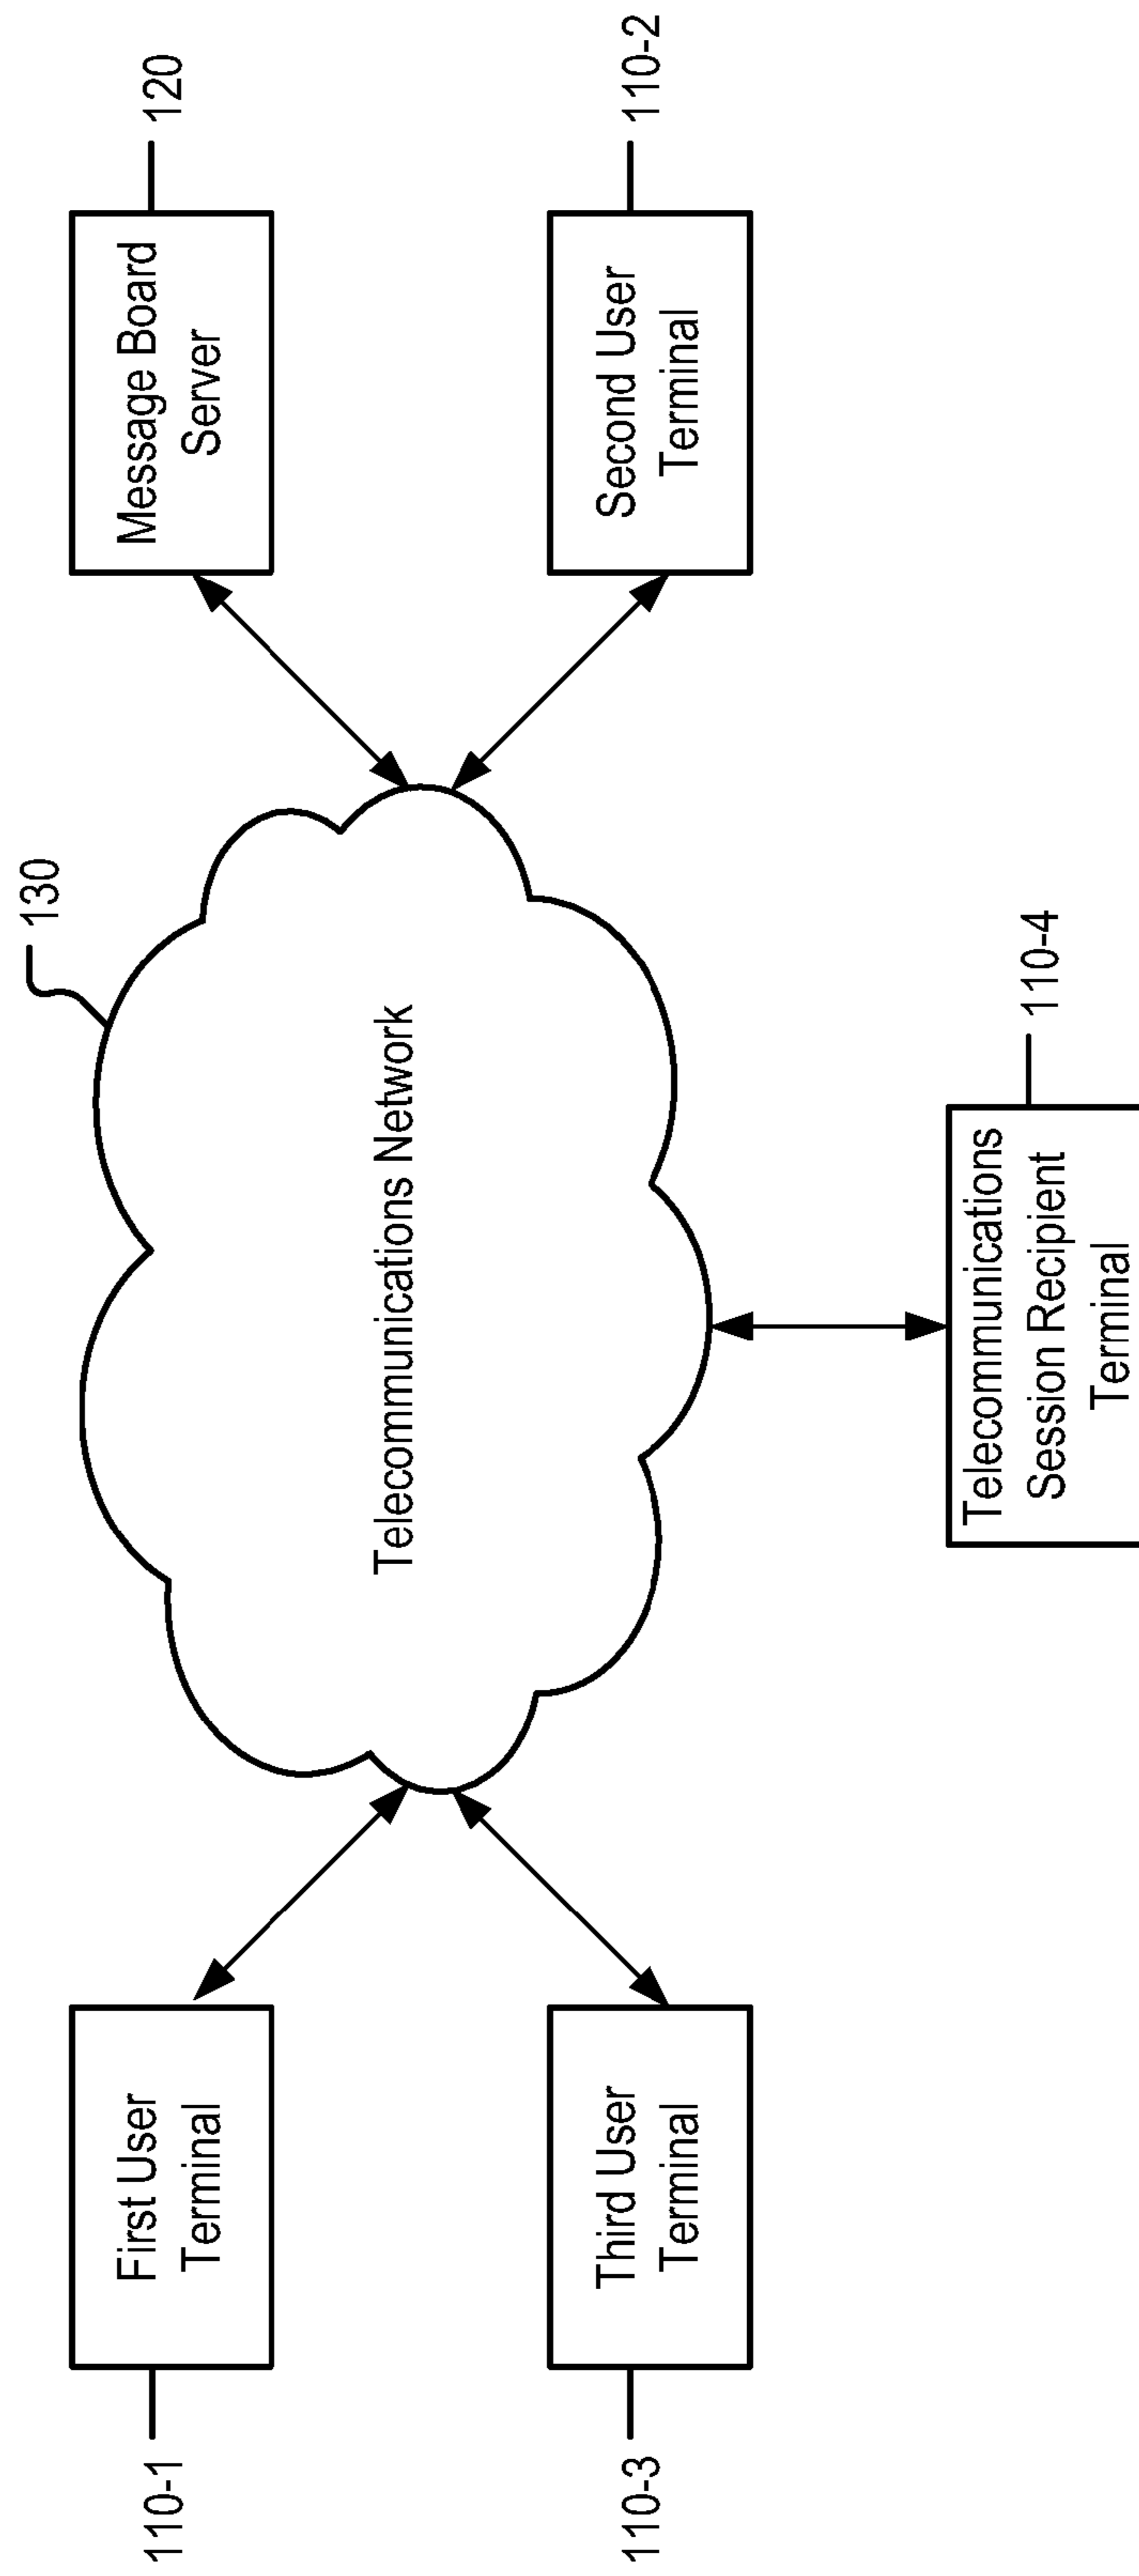 130
110-1
First User
Terminal
Message Board
Server
120
Telecommunications Network
110-3
Third User
Terminal
Second User
Terminal
110-2
Telecommunications
Session Recipient
Terminal
110-4